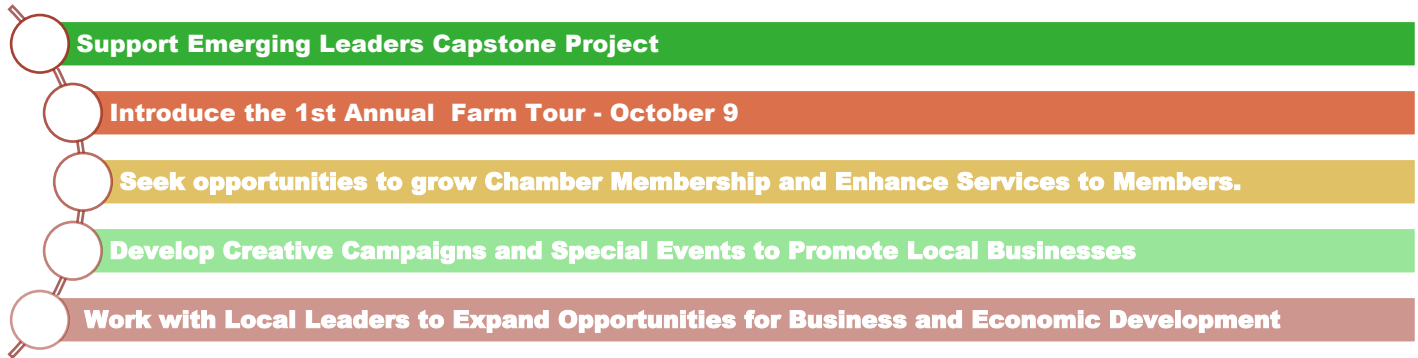 Support Emerging Leaders Capstone Project
Introduce the 1st Annual  Farm Tour - October 9
Seek opportunities to grow Chamber Membership and Enhance Services to Members.
Develop Creative Campaigns and Special Events to Promote Local Businesses
Work with Local Leaders to Expand Opportunities for Business and Economic Development